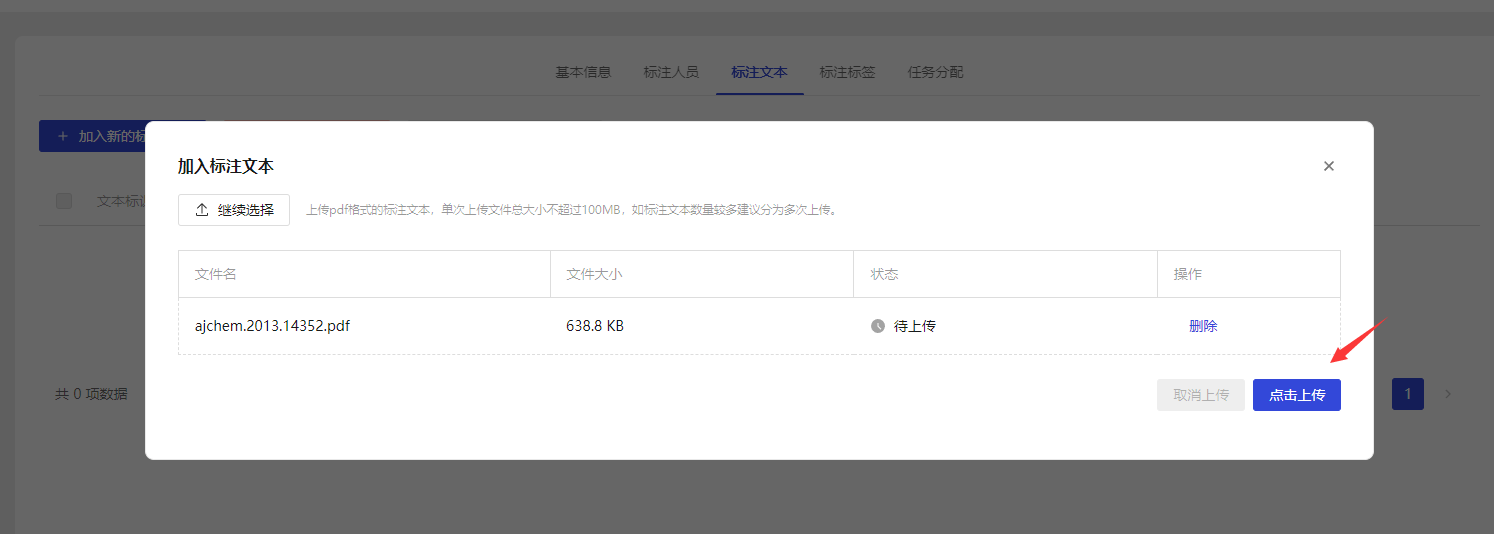 基本信息 标注人员 标注文本 标注标签 任务分配
加入新的标
加入标注文本
继续选择 上传pdf格式的标注文本，单次上传文件总大小不超过100MB，如标注文本数量较多建议分为多次上传。
文本标识
文件名 文件大小 状态 操作
ajchem.2013.14352.pdf 638.8 KB 待上传 删除
共 0 项数据 取消上传 点击上传 1